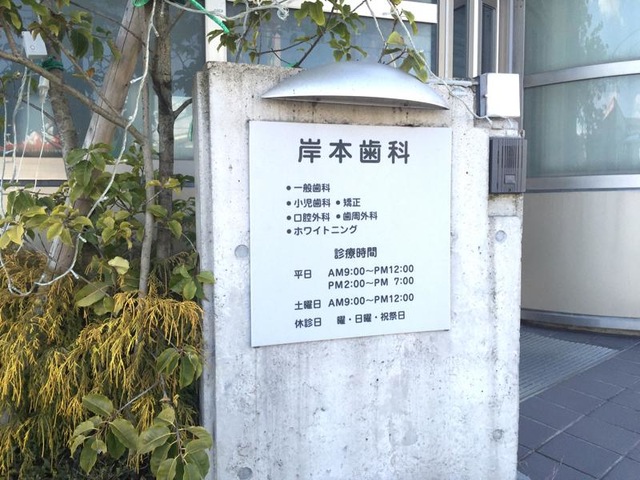 岸本歯科
●一般歯科
●小児歯科 ●矯正
●口腔外科 ●歯周外科
●ホワイトニング
診療時間
平日 AM9:00～PM12:00
PM2:00～PM 7:00
土曜日 AM9:00～PM12:00
休診日 曜・日曜・祝祭日